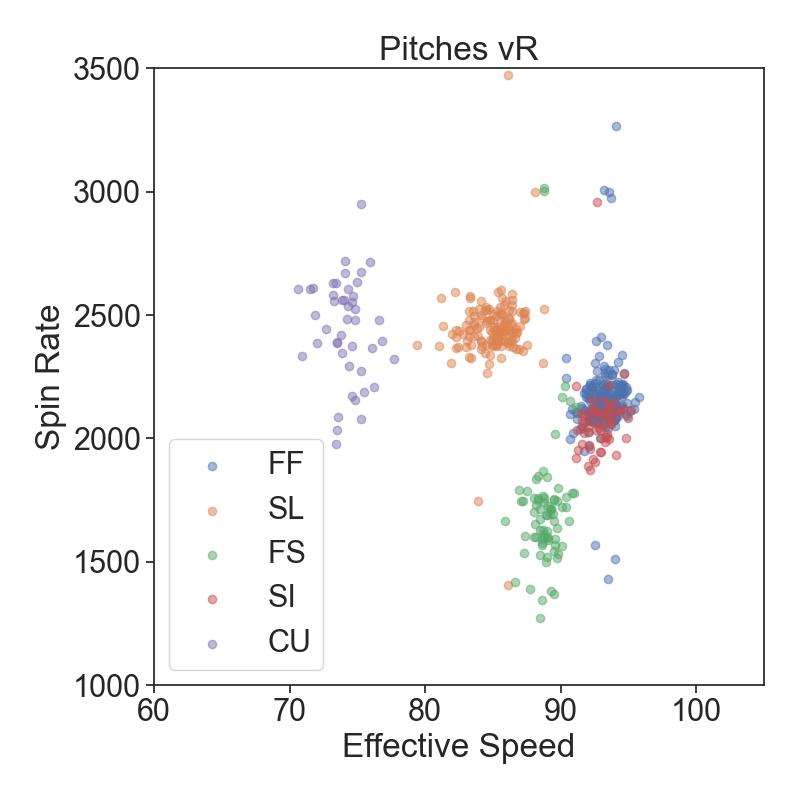 Pitches vR
3500
3000
2500
2000
1500
1000
Spin Rate
FF
SL
FS
SI
CU
60 70 80 90 100
Effective Speed